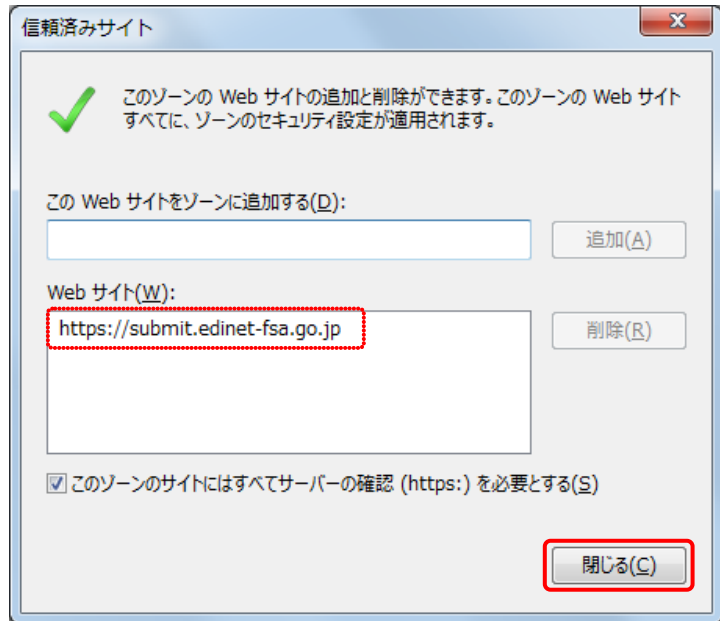 信頼済みサイト
このゾーンの Web サイトの追加と削除ができます。このゾーンの Web サイト
すべてに、ゾーンのセキュリティ設定が適用されます。
この Web サイトをゾーンに追加する(D):
追加(A)
Web サイト(W):
https://submit.edinet-fsa.go.jp
削除(R)
このゾーンのサイトにはすべてサーバーの確認 (https:) を必要とする(S)
閉じる(C)